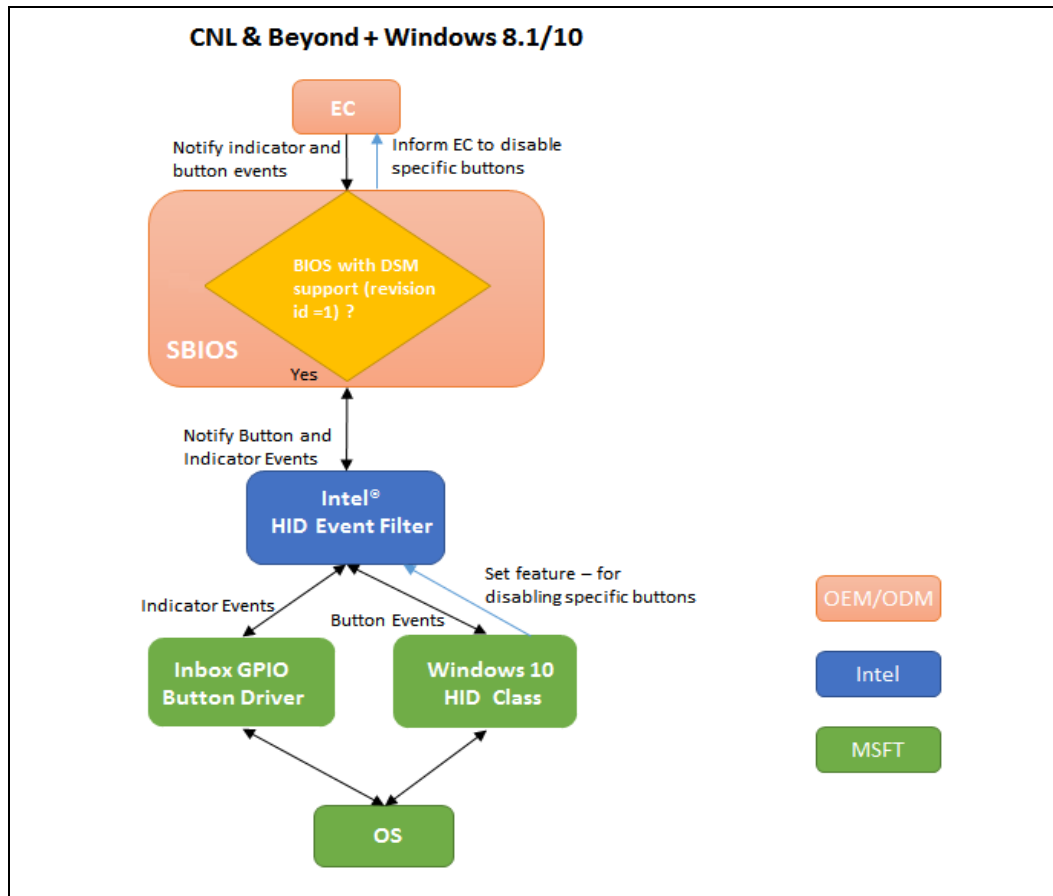 CNL & Beyond + Windows 8.1/10
EC
Notify indicator and
button events
Inform EC to disable
specific buttons
BIOS with DSM
support (revision
id =1) ?
SBIOS
Yes
Notify Button and
Indicator Events
Intel®
HID Event Filter
Set feature – for
disabling specific buttons
Indicator Events
Button Events
Inbox GPIO
Button Driver
Windows 10
HID Class
OS
OEM/ODM
Intel
MSFT